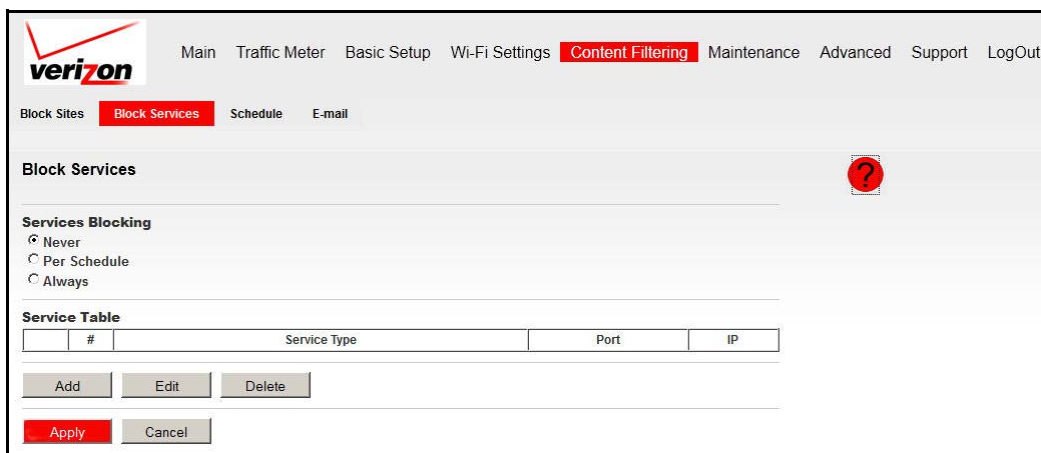 verizon
Main Traffic Meter Basic Setup Wi-Fi Settings Content Filtering Maintenance Advanced Support LogOut
Block Sites Block Services Schedule E-mail
Block Services
?
Services Blocking
Never
Per Schedule
Always
Service Table
# Service Type Port IP
Add Edit Delete
Apply Cancel